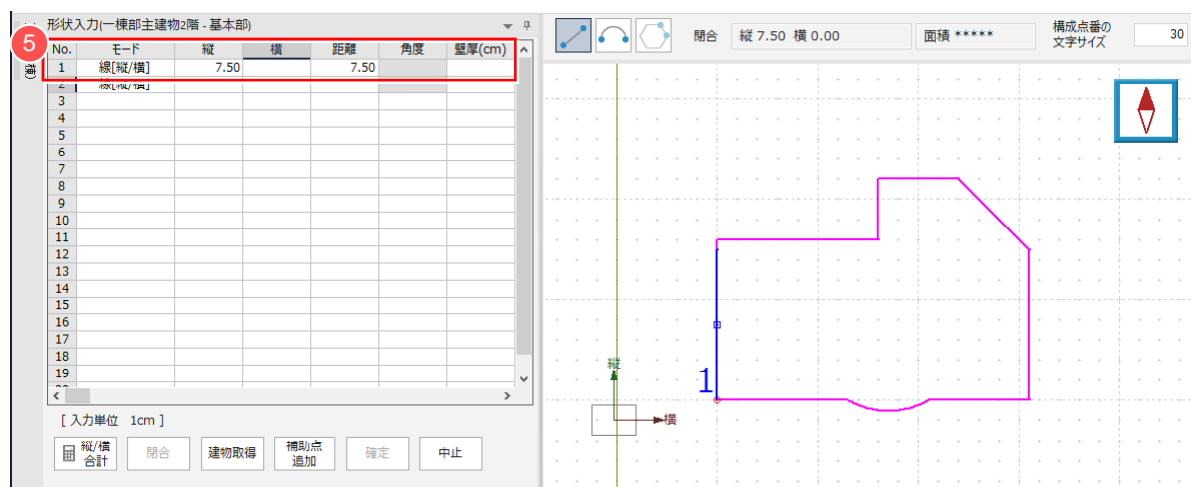 形状入力(一棟部主建物2階 - 基本部)
5
No. モード 縦 横 距離 角度 壁厚(cm)
1 線[縦/横] 7.50 7.50
2 線[縦/横]
3
4
5
6
7
8
9
10
11
12
13
14
15
16
17
18
19
[ 入力単位 1cm ]
縦/横
合計
閉合
建物取得
補助点
追加
確定
中止
閉合
縦 7.50 横 0.00
面積 *****
構成点番の
文字サイズ
30
縦
横
1